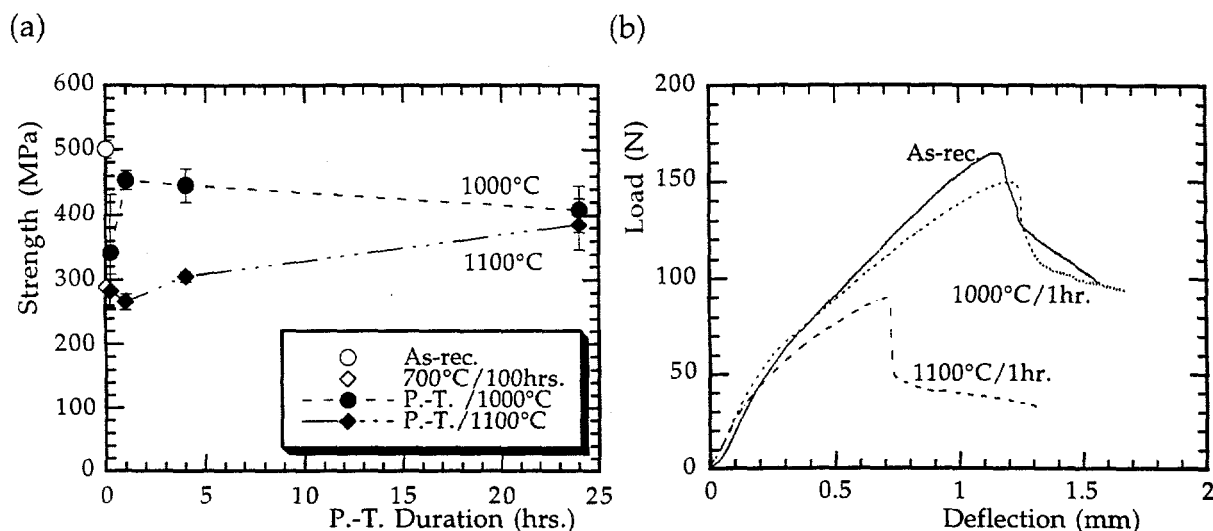 (a)
(b)
600
500
400
300
200
100
0
Strength (MPa)
1000°C
1100°C
As-rec.
700°C/100hrs.
P.-T. /1000°C
P.-T./1100°C
0
5
10
15
20
25
P.-T. Duration (hrs.)
200
150
100
50
0
Load (N)
As-rec.
1000°C/1hr.
1100°C/1hr.
0
0.5
1
1.5
2
Deflection (mm)